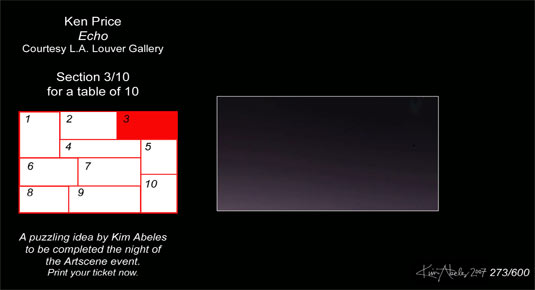 Ken Price
Echo
Courtesy L.A. Louver Gallery
Section 3/10
for a table of 10
1
2
3
4
5
6
7
8
9
10
A puzzling idea by Kim Abeles
to be completed the night of
the Artscene event.
Print your ticket now.
Kim Abeles 2007 273/600